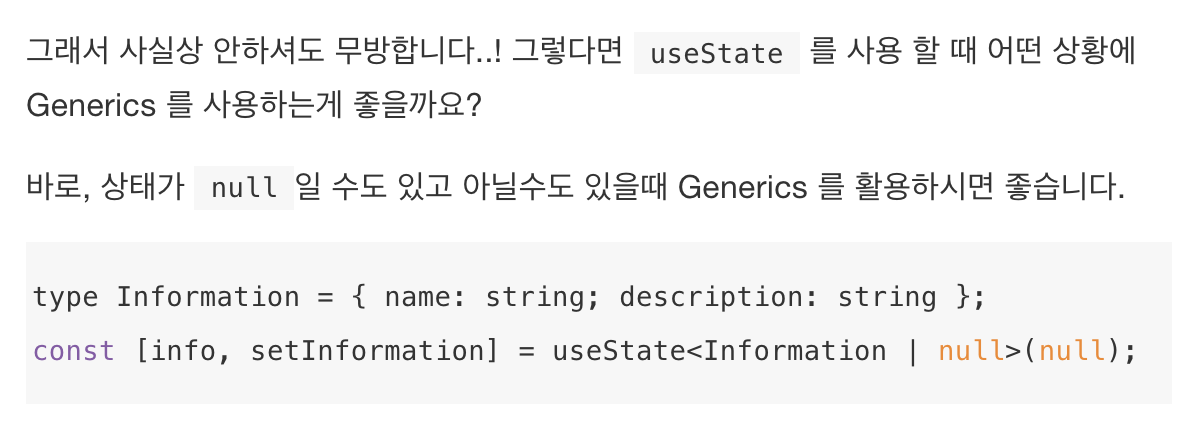 그래서 사실상 안하셔도 무방합니다..! 그렇다면 useState 를 사용 할 때 어떤 상황에
Generics 를 사용하는게 좋을까요?
바로, 상태가 null 일 수도 있고 아닐수도 있을때 Generics 를 활용하시면 좋습니다.
type Information = { name: string; description: string };
const [info, setInformation] = useState<Information | null>(null);